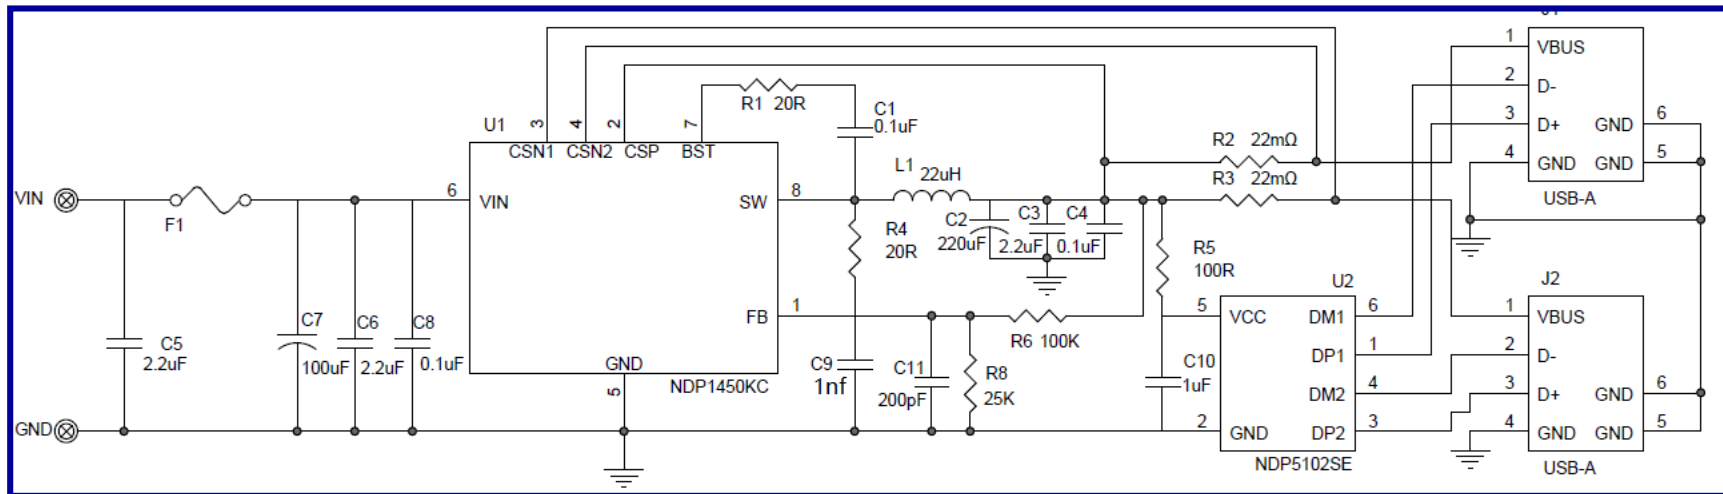 1
VBUS
2
D-
3
D+
GND
6
4
GND
GND
5
USB-A
R1 20R
C1
0.1uF
U1
3
4
2
7
CSN1
CSN2
CSP
BST
R2 22mΩ
R3 22mΩ
L1
22uH
VIN
F1
6
VIN
SW
8
R4
20R
C2
220uF
C3
2.2uF
C4
0.1uF
R5
100R
U2
J2
C5
2.2uF
C7
100uF
C6
2.2uF
C8
0.1uF
FB
1
R6 100K
5
VCC
DM1
6
DP1
1
DM2
4
GND
DP2
3
2
NDP5102SE
GND
5
NDP1450KC
C9
1nf
C11
200pF
R8
25K
C10
1uF
1
VBUS
2
D-
3
D+
GND
6
4
GND
GND
5
USB-A
GND